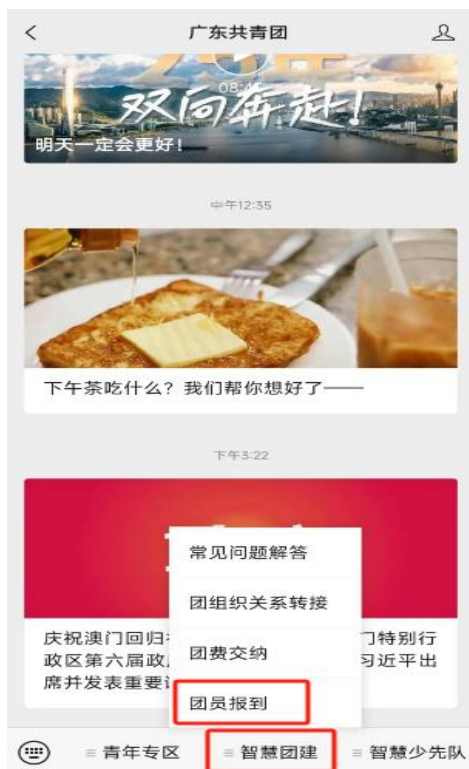 广东共青团
08:4
双向奔赴!
明天一定会更好！
中午12:35
下午茶吃什么？我们帮你想好了——
下午3:22
常见问题解答
团组织关系转接
团费交纳
团员报到
庆祝澳门回归
门特别行
政区第六届政
习近平出
席并发表重要
青年专区
智慧团建
智慧少先队